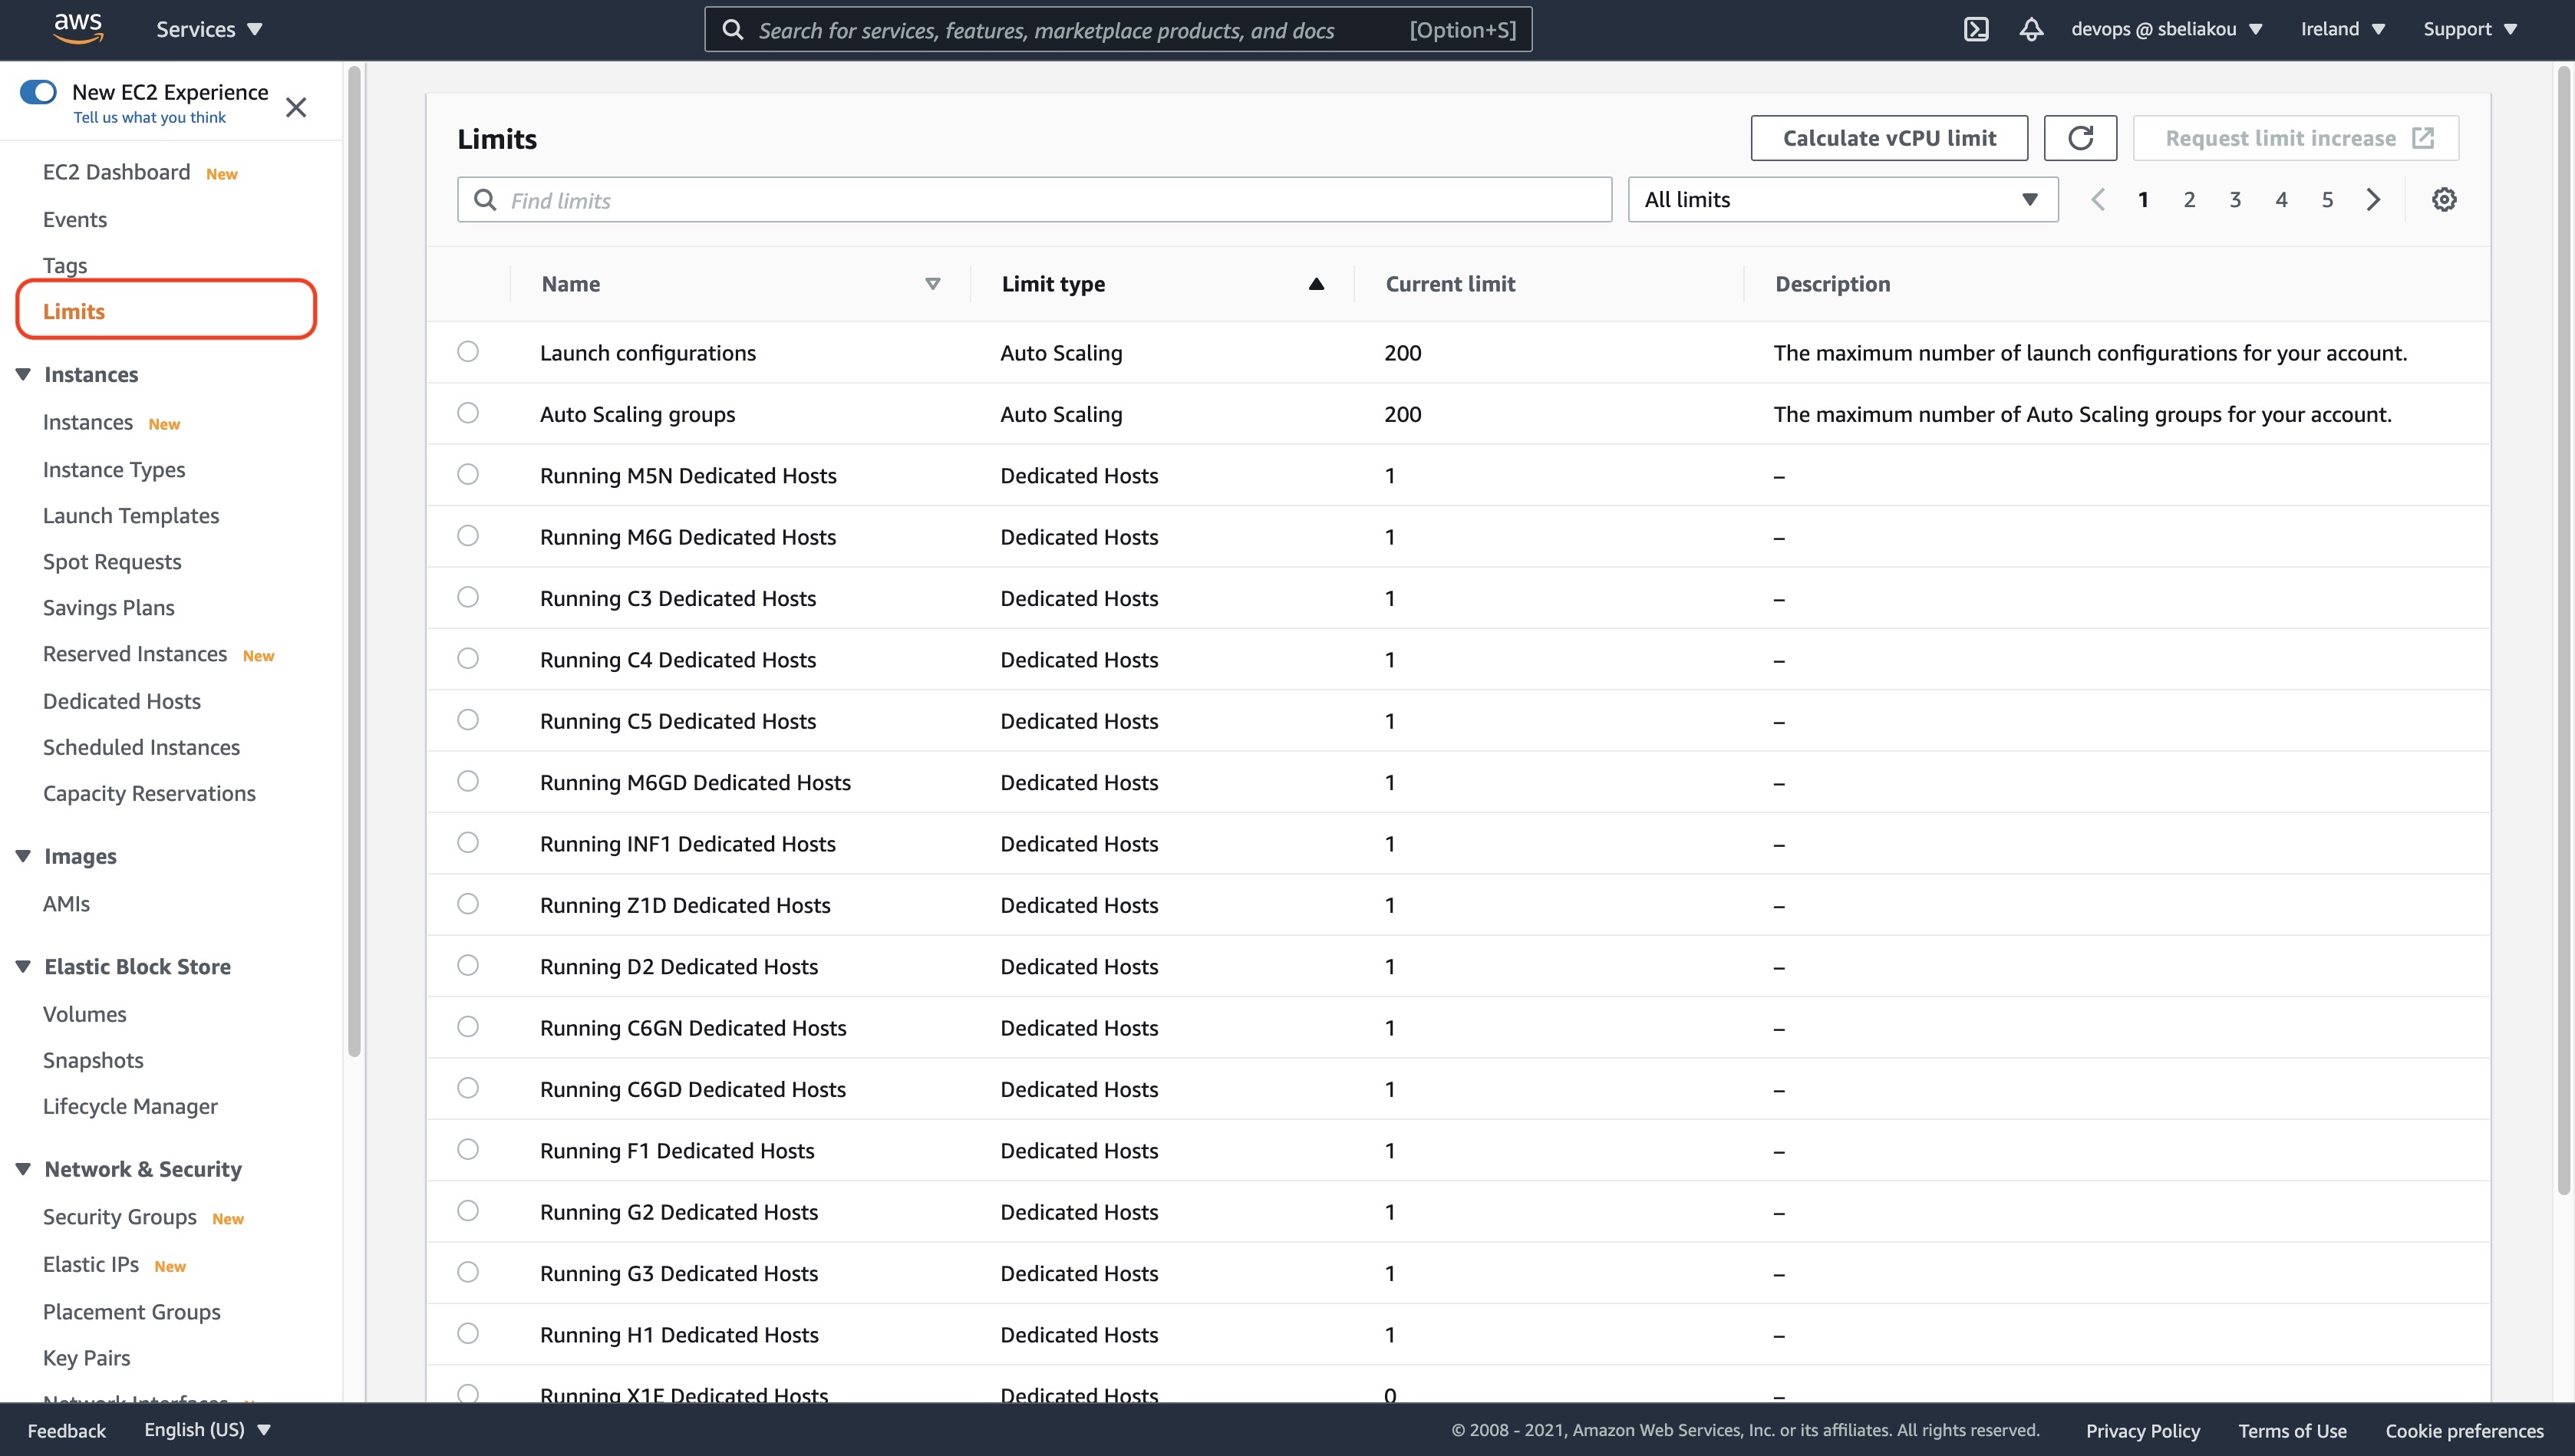 aws
Services
Search for services, features, marketplace products, and docs [Option+S]
devops @ sbeliakou
Ireland
Support
New EC2 Experience
Tell us what you think
EC2 Dashboard New
Events
Tags
Limits
Instances
Instances New
Instance Types
Launch Templates
Spot Requests
Savings Plans
Reserved Instances New
Dedicated Hosts
Scheduled Instances
Capacity Reservations
Images
AMIs
Elastic Block Store
Volumes
Snapshots
Lifecycle Manager
Network & Security
Security Groups New
Elastic IPs New
Placement Groups
Key Pairs
Network Interfaces
Limits
Calculate vCPU limit
Request limit increase
Find limits
All limits
1 2 3 4 5
Name Limit type Current limit Description
Launch configurations Auto Scaling 200 The maximum number of launch configurations for your account.
Auto Scaling groups Auto Scaling 200 The maximum number of Auto Scaling groups for your account.
Running M5N Dedicated Hosts Dedicated Hosts 1 –
Running M6G Dedicated Hosts Dedicated Hosts 1 –
Running C3 Dedicated Hosts Dedicated Hosts 1 –
Running C4 Dedicated Hosts Dedicated Hosts 1 –
Running C5 Dedicated Hosts Dedicated Hosts 1 –
Running M6GD Dedicated Hosts Dedicated Hosts 1 –
Running INF1 Dedicated Hosts Dedicated Hosts 1 –
Running Z1D Dedicated Hosts Dedicated Hosts 1 –
Running D2 Dedicated Hosts Dedicated Hosts 1 –
Running C6GN Dedicated Hosts Dedicated Hosts 1 –
Running C6GD Dedicated Hosts Dedicated Hosts 1 –
Running F1 Dedicated Hosts Dedicated Hosts 1 –
Running G2 Dedicated Hosts Dedicated Hosts 1 –
Running G3 Dedicated Hosts Dedicated Hosts 1 –
Running H1 Dedicated Hosts Dedicated Hosts 1 –
Running X1E Dedicated Hosts Dedicated Hosts 0 –
Feedback
English (US)
© 2008 - 2021, Amazon Web Services, Inc. or its affiliates. All rights reserved.
Privacy Policy
Terms of Use
Cookie preferences